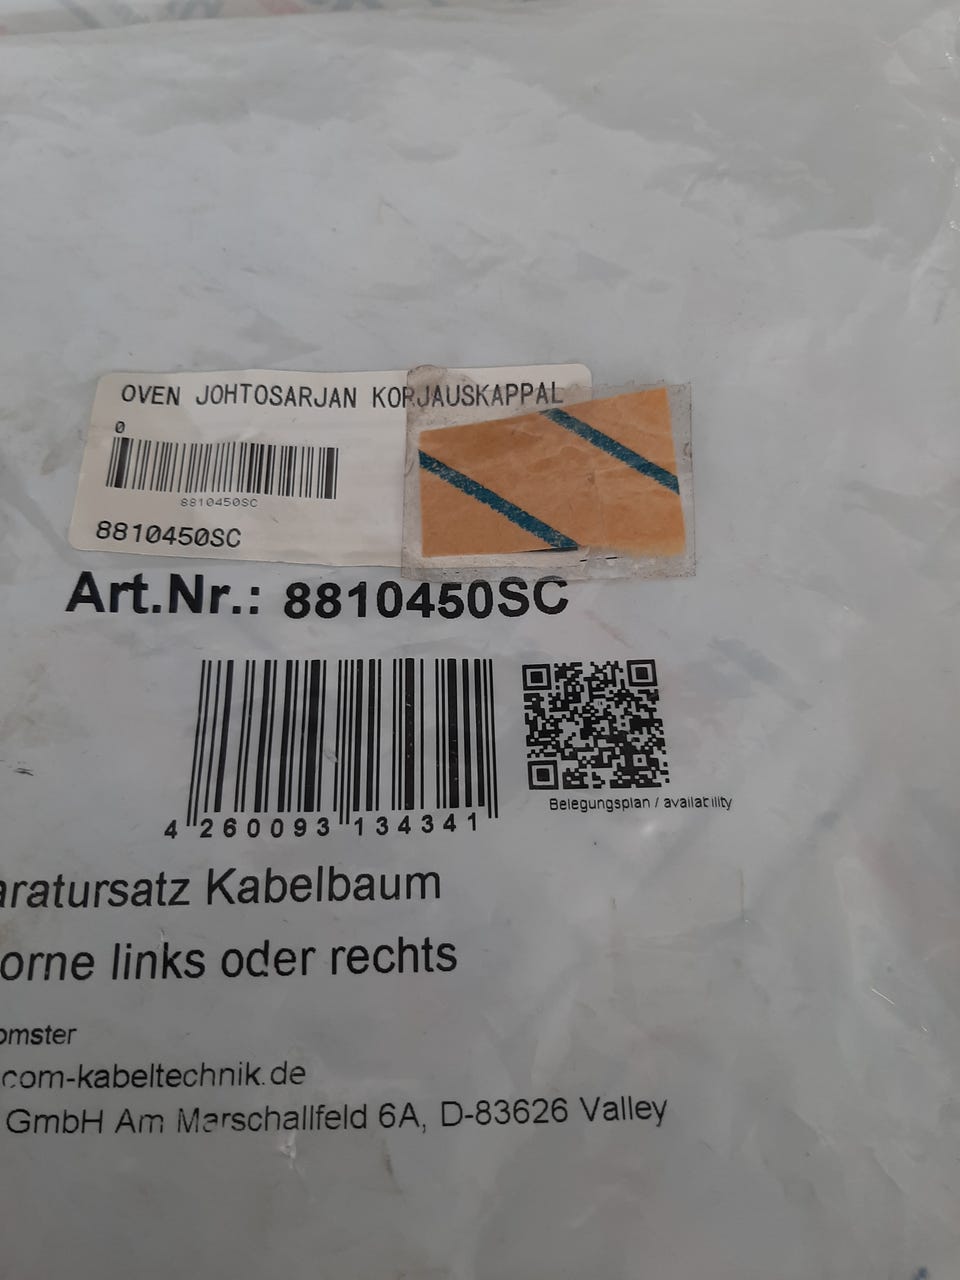 OVEN JOHTOSARJAN KORJAUSKAPPAL
0
8810450SC
8810450SC
Art.Nr.: 8810450SC
4 260093 134341
Belegungsplan / availability
aratursatz Kabelbaum
orne links oder rechts
omster
com-kabeltechnik.de
GmbH Am Marschallfeld 6A, D-83626 Valley